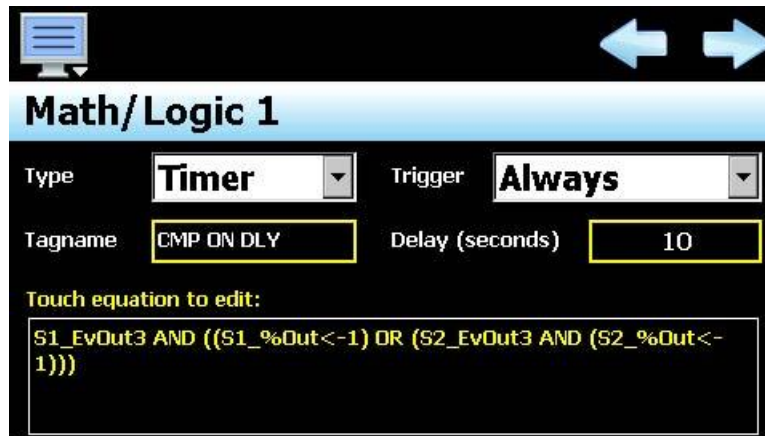 Math/Logic 1
Type Timer Trigger Always
Tagname CMP ON DLY Delay (seconds) 10
Touch equation to edit:
S1_EvOut3 AND ((S1_%Out<-1) OR (S2_EvOut3 AND (S2_%Out<-
1)))